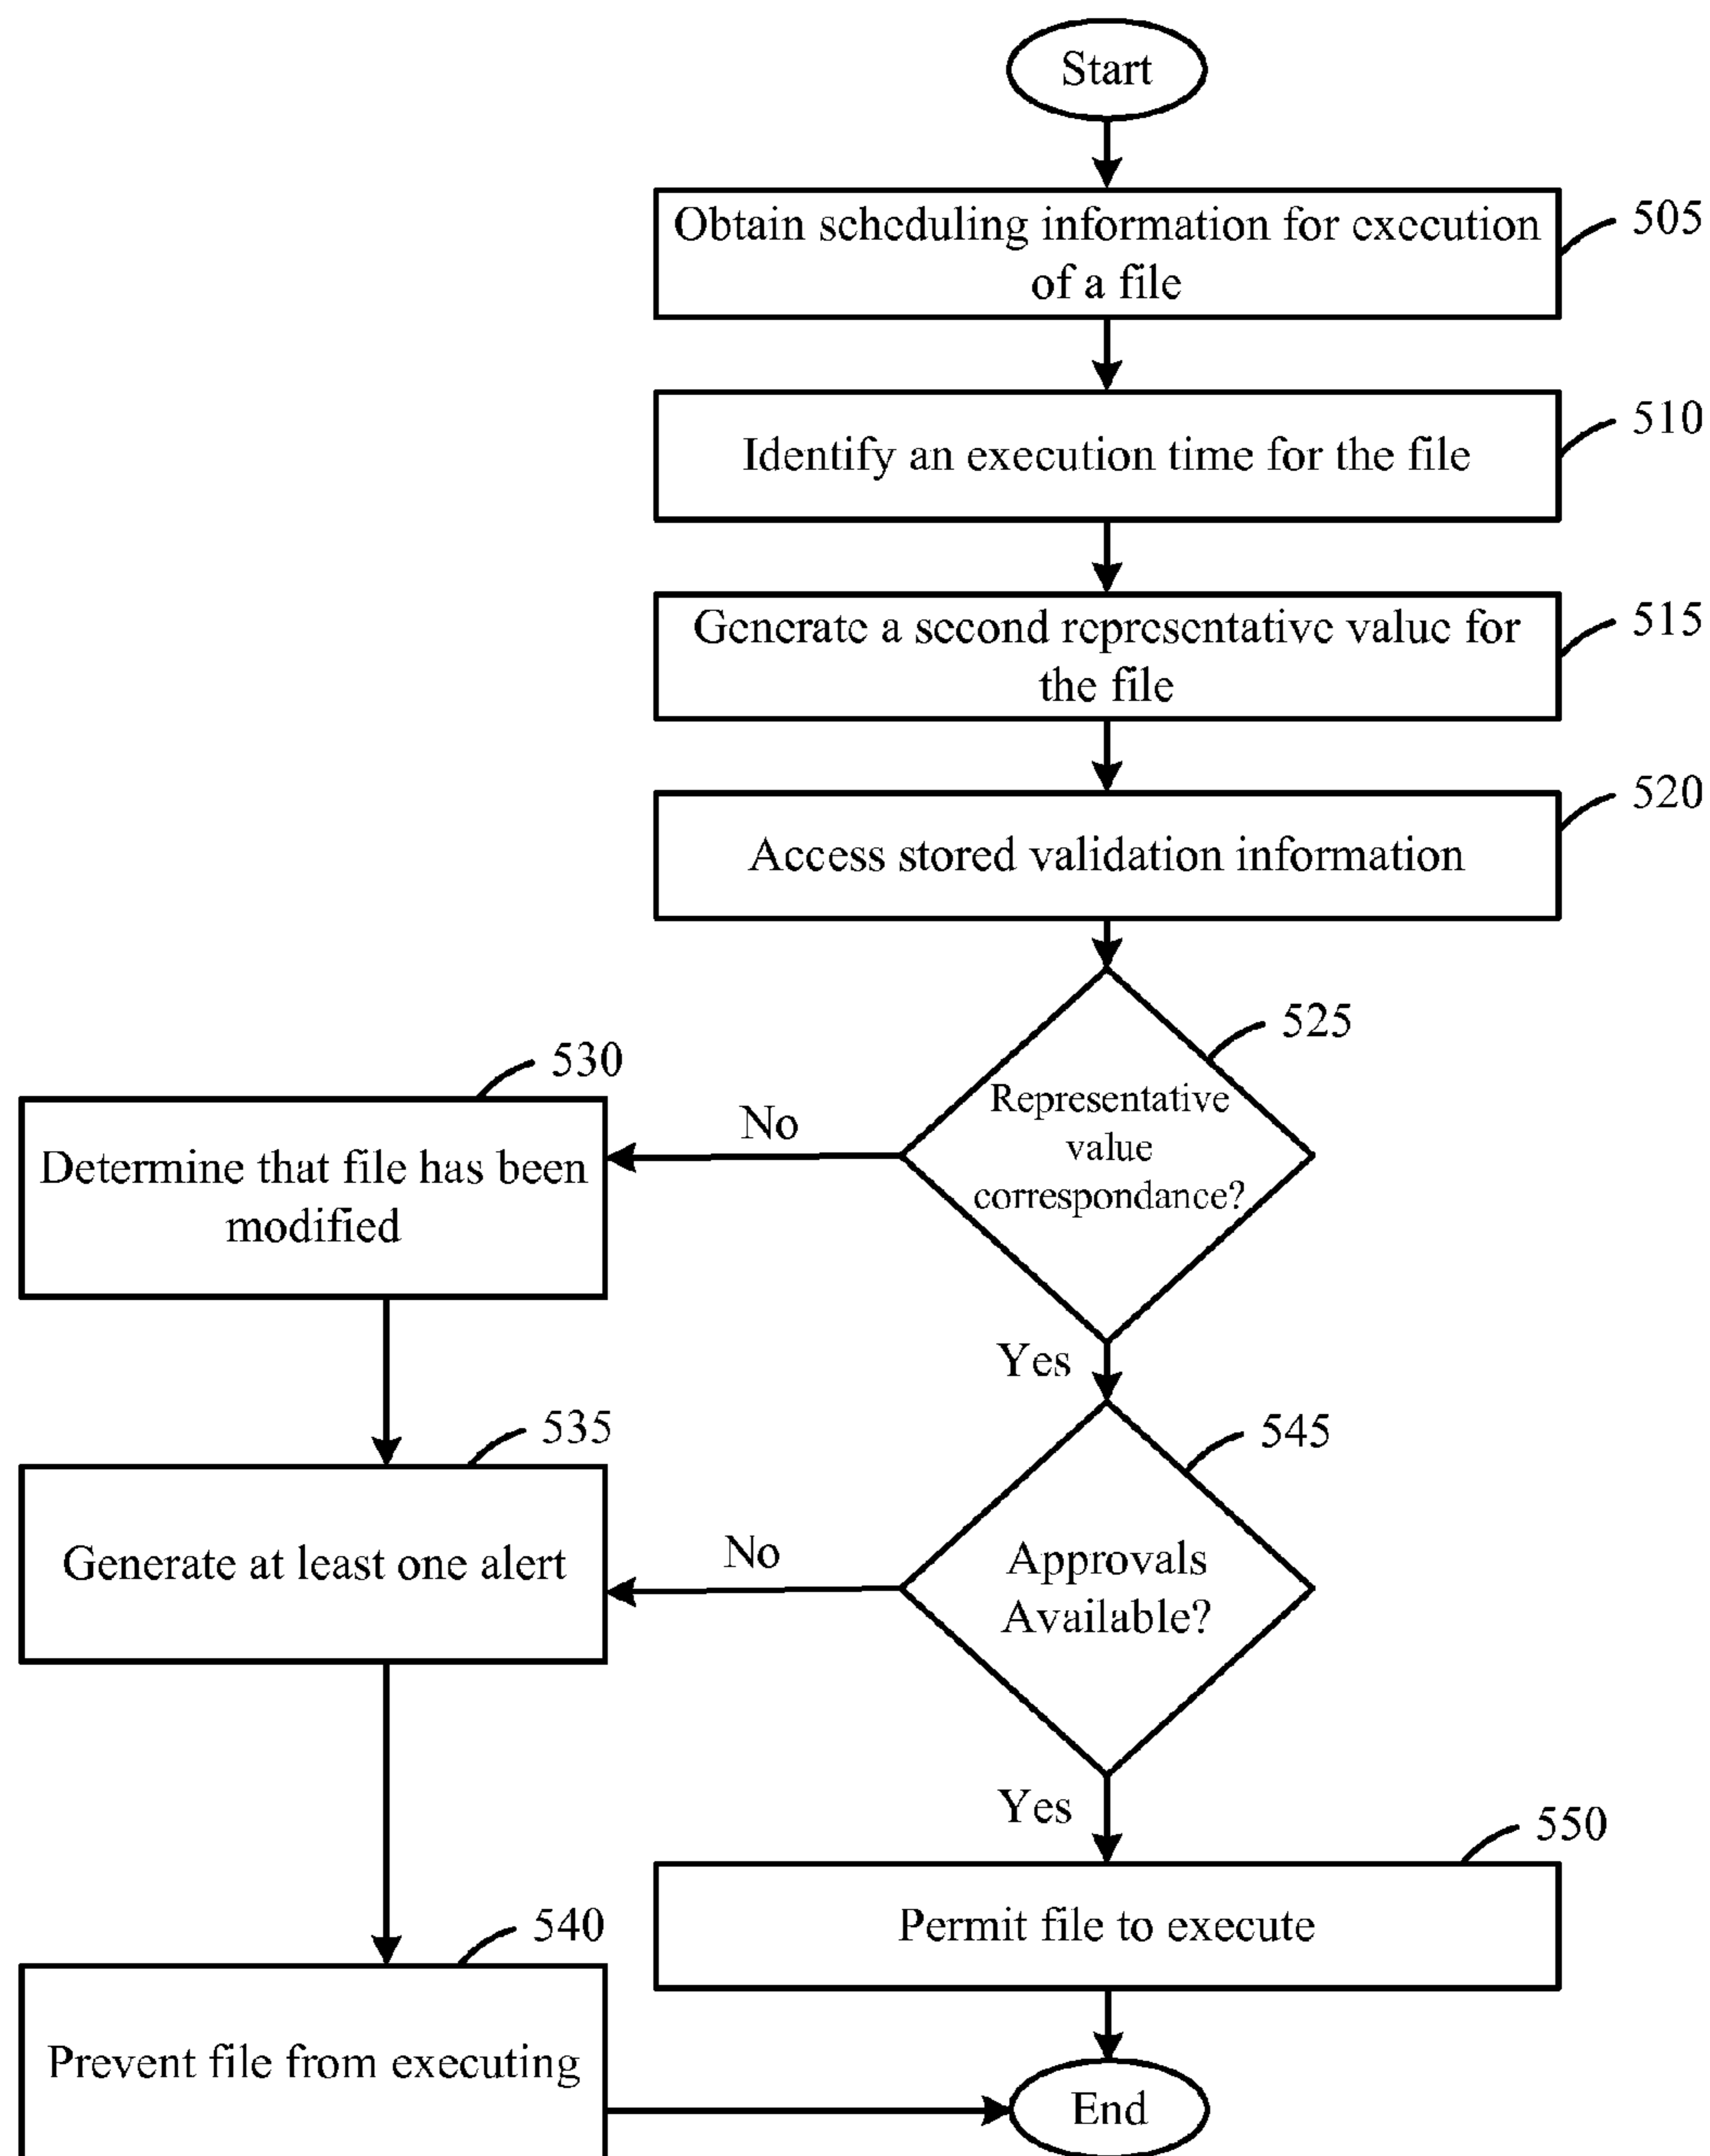 Start
Obtain scheduling information for execution
of a file
505
Identify an execution time for the file
510
Generate a second representative value for
the file
515
Access stored validation information
520
Representative
value
correspondance?
525
No
530
Determine that file has been
modified
Yes
535
Generate at least one alert
No
Approvals
Available?
545
Yes
550
Permit file to execute
540
Prevent file from executing
End